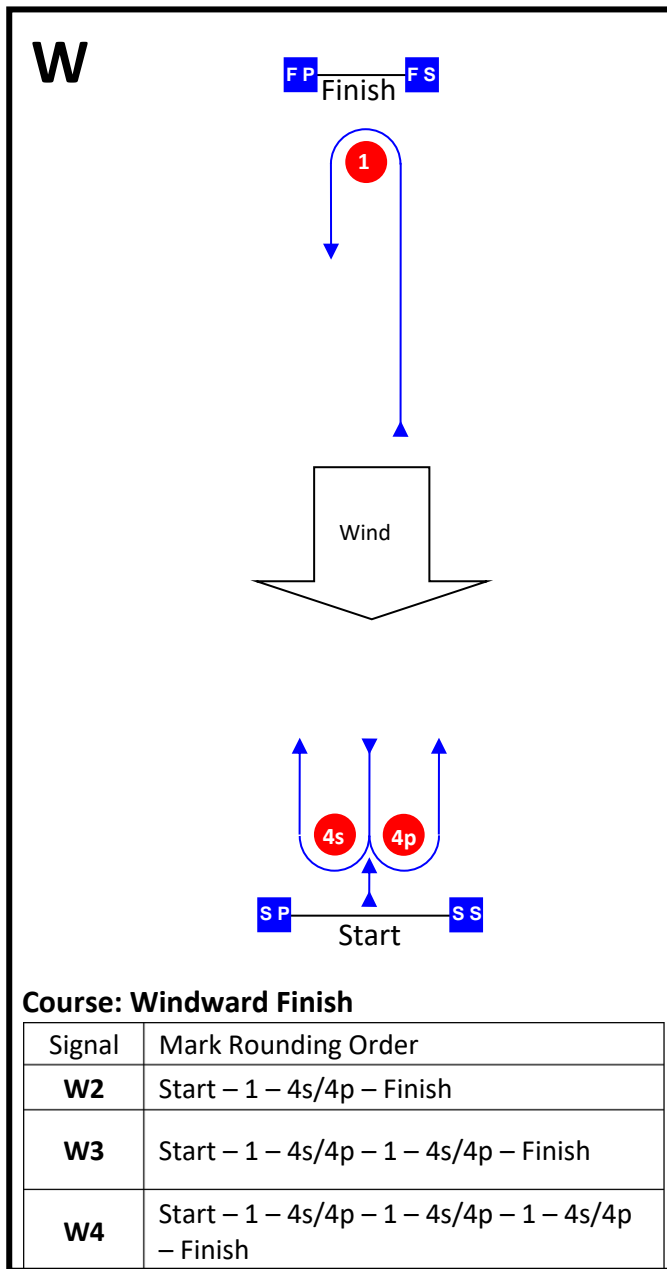 W
F P
F S
Finish
1
Wind
4s
4p
S P
S S
Start
Course: Windward Finish
Signal Mark Rounding Order
W2 Start – 1 – 4s/4p – Finish
W3 Start – 1 – 4s/4p – 1 – 4s/4p – Finish
W4 Start – 1 – 4s/4p – 1 – 4s/4p – 1 – 4s/4p
– Finish